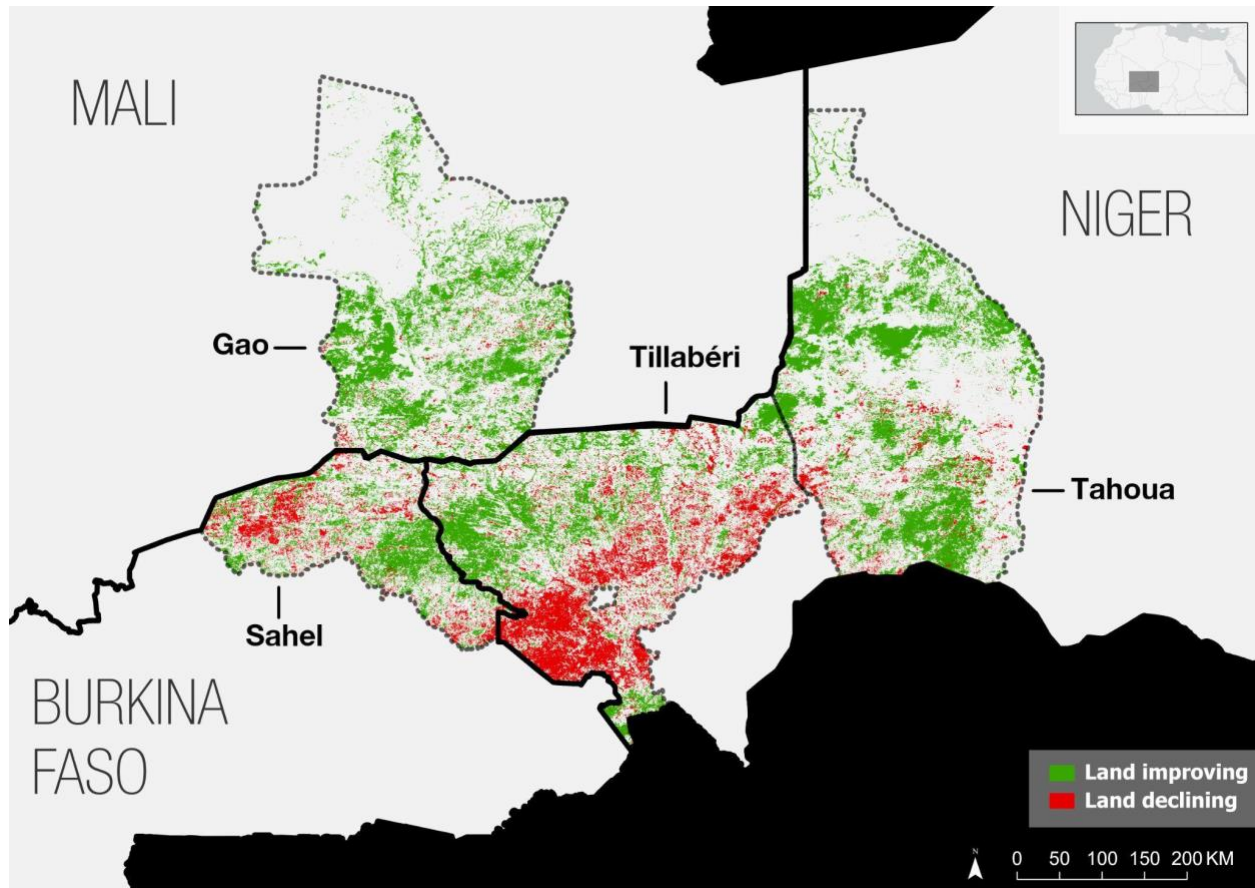 MALI
NIGER
Gao
Tillabéri
Tahoua
Sahel
BURKINA
FASO
Land improving
Land declining
N
0 50 100 150 200 KM